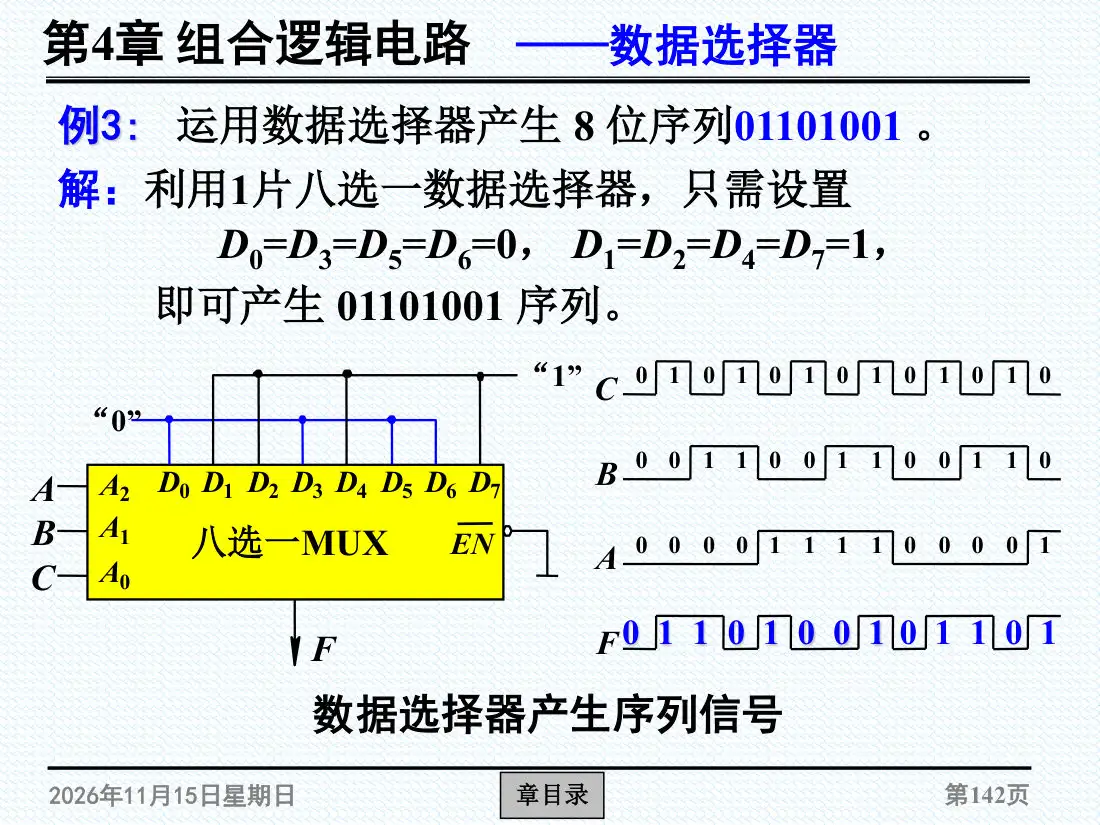 第4章 组合逻辑电路 ——数据选择器
例3： 运用数据选择器产生 8 位序列01101001 。
解：利用1片八选一数据选择器，只需设置
D₀=D₃=D₅=D₆=0， D₁=D₂=D₄=D₇=1，
即可产生 01101001 序列。
“1”
“0”
A A₂ D₀ D₁ D₂ D₃ D₄ D₅ D₆ D₇
B A₁ 八选一MUX E̅N̅
C A₀
F
C 0 1 0 1 0 1 0 1 0 1 0 1 0
B 0 0 1 1 0 0 1 1 0 0 1 1 0
A 0 0 0 0 1 1 1 1 0 0 0 0 1
F 0 1 1 0 1 0 0 1 0 1 1 0 1
数据选择器产生序列信号
2026年11月15日星期日 章目录 第142页